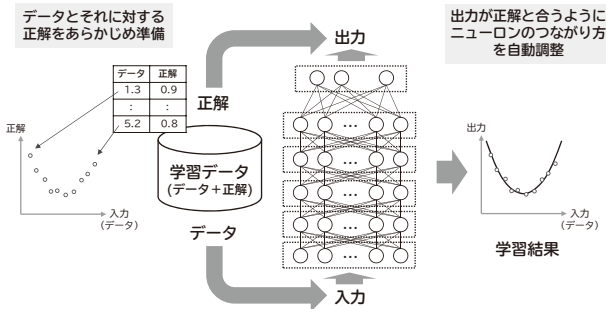 データとそれに対する
正解をあらかじめ準備
データ 正解
1.3 0.9
: :
5.2 0.8
正解
入力
(データ)
出力
正解
学習データ
(データ+正解)
データ
…
…
…
…
…
入力
出力が正解と合うように
ニューロンのつながり方
を自動調整
出力
入力
(データ)
学習結果